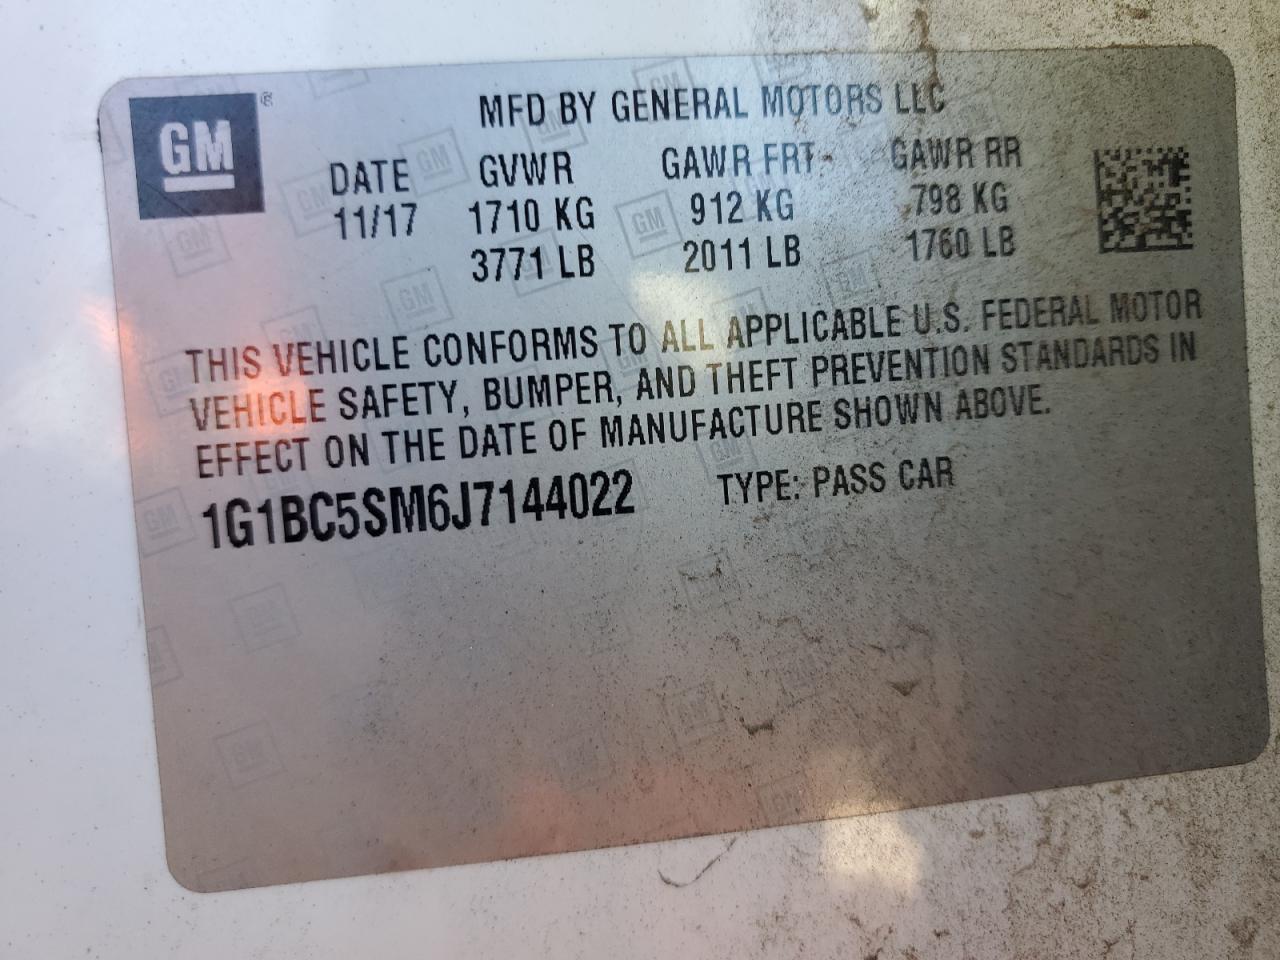 GM®
MFD BY GENERAL MOTORS LLC
DATE GVWR GAWR FRT GAWR RR
11/17 1710 KG 912 KG 798 KG
3771 LB 2011 LB 1760 LB
THIS VEHICLE CONFORMS TO ALL APPLICABLE U.S. FEDERAL MOTOR
VEHICLE SAFETY, BUMPER, AND THEFT PREVENTION STANDARDS IN
EFFECT ON THE DATE OF MANUFACTURE SHOWN ABOVE.
1G1BC5SM6J7144022 TYPE: PASS CAR